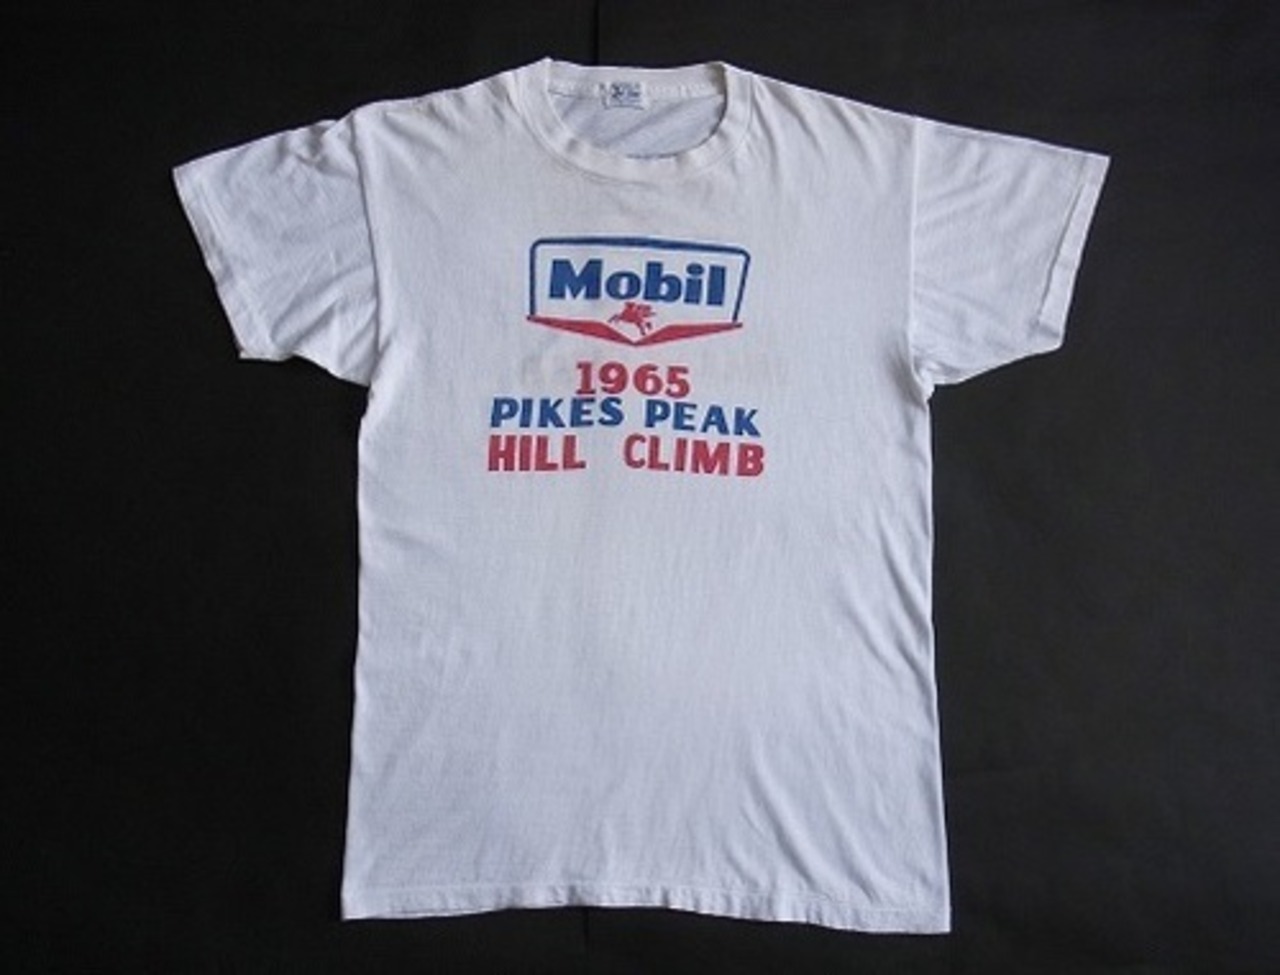 Mobil
1965
PIKES PEAK
HILL CLIMB